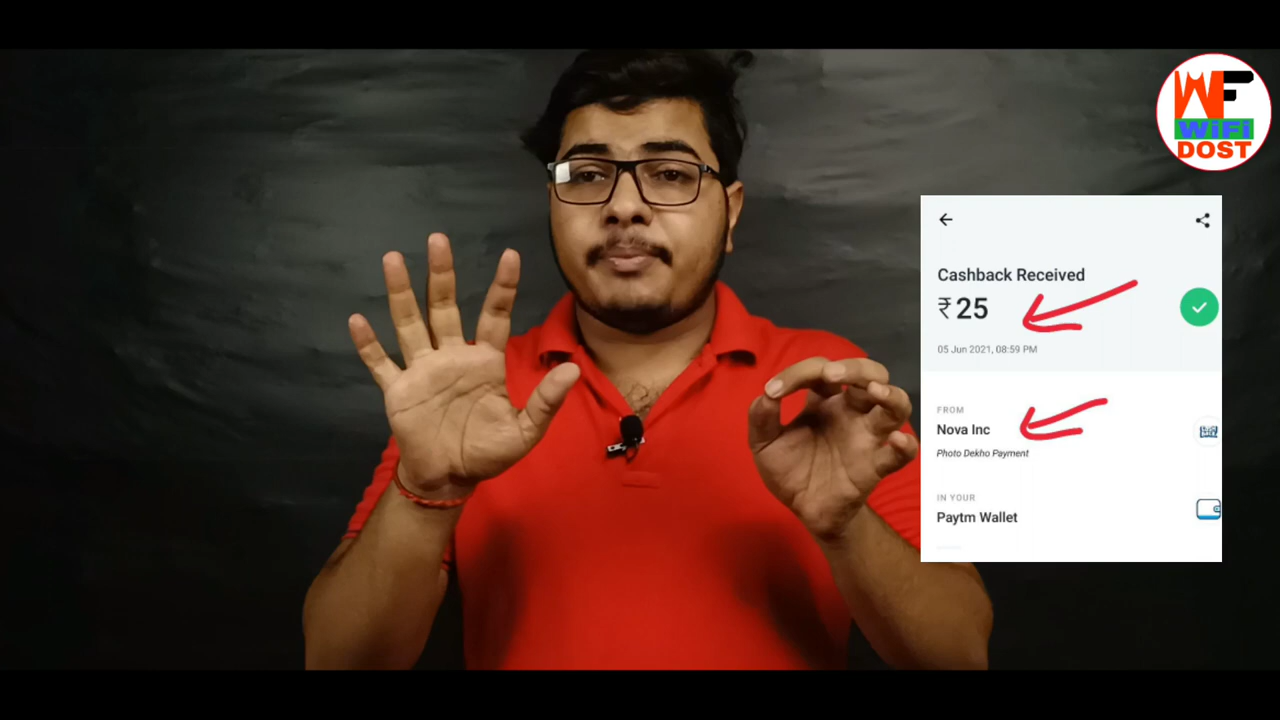 WF
WiFi
DOST
Cashback Received
₹25
05 Jun 2021, 08:59 PM
FROM
Nova Inc
Photo Dekho Payment
IN YOUR
Paytm Wallet